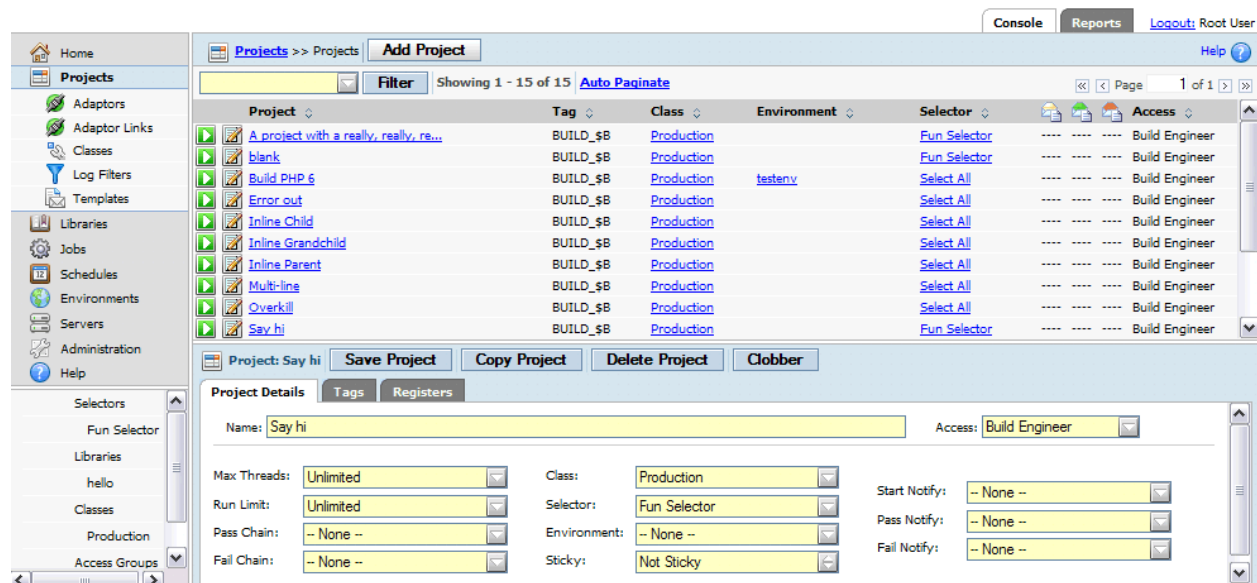 Console Reports Logout: Root User
Home
Projects
Adaptors
Adaptor Links
Classes
Log Filters
Templates
Libraries
Jobs
12 Schedules
Environments
Servers
Administration
? Help
Selectors
Fun Selector
Libraries
hello
Classes
Production
Access Groups
Projects >> Projects Add Project Help ?
Filter Showing 1 - 15 of 15 Auto Paginate Page 1 of 1
Project Tag Class Environment Selector Access
A project with a really, really, re... BUILD_$B Production Fun Selector ---- ---- ---- Build Engineer
blank BUILD_$B Production Fun Selector ---- ---- ---- Build Engineer
Build PHP 6 BUILD_$B Production testenv Select All ---- ---- ---- Build Engineer
Error out BUILD_$B Production Select All ---- ---- ---- Build Engineer
Inline Child BUILD_$B Production Select All ---- ---- ---- Build Engineer
Inline Grandchild BUILD_$B Production Select All ---- ---- ---- Build Engineer
Inline Parent BUILD_$B Production Select All ---- ---- ---- Build Engineer
Multi-line BUILD_$B Production Select All ---- ---- ---- Build Engineer
Overkill BUILD_$B Production Select All ---- ---- ---- Build Engineer
Say hi BUILD_$B Production Fun Selector ---- ---- ---- Build Engineer
Project: Say hi Save Project Copy Project Delete Project Clobber
Project Details Tags Registers
Name: Say hi Access: Build Engineer
Max Threads: Unlimited Class: Production
Start Notify: -- None --
Run Limit: Unlimited Selector: Fun Selector
Pass Notify: -- None --
Pass Chain: -- None -- Environment: -- None --
Fail Notify: -- None --
Fail Chain: -- None -- Sticky: Not Sticky